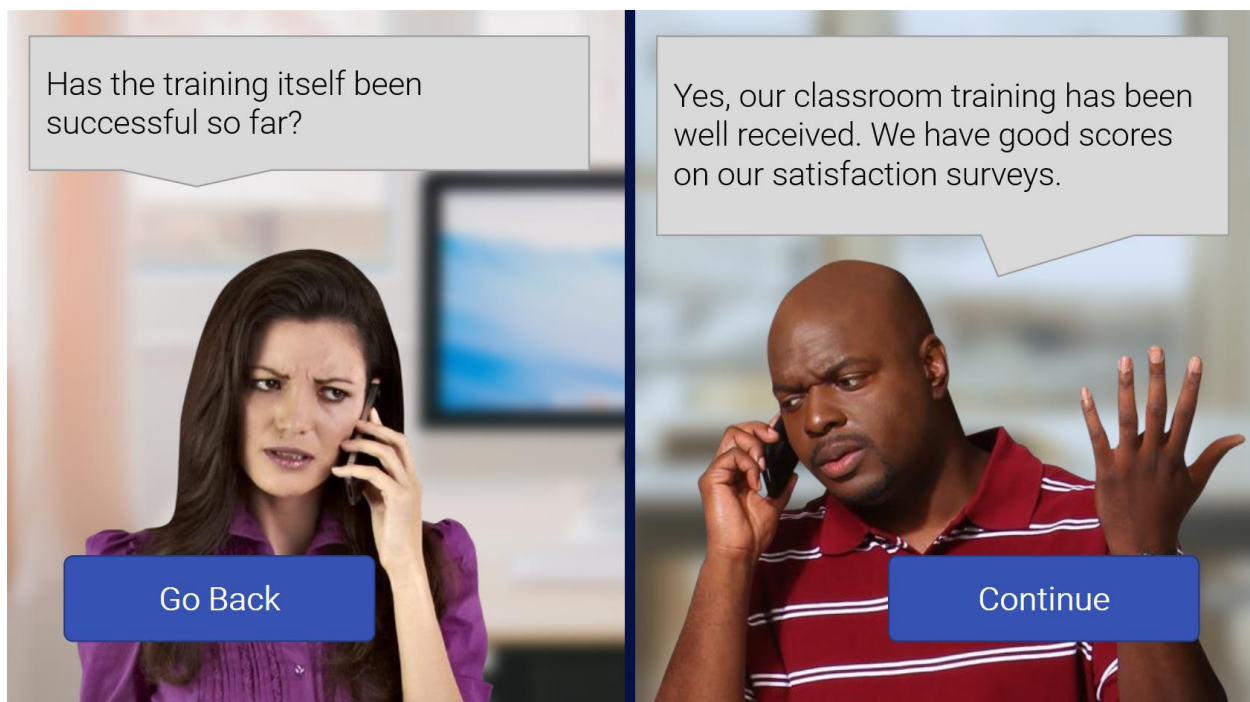 Has the training itself been
successful so far?
Yes, our classroom training has been
well received. We have good scores
on our satisfaction surveys.
Go Back
Continue